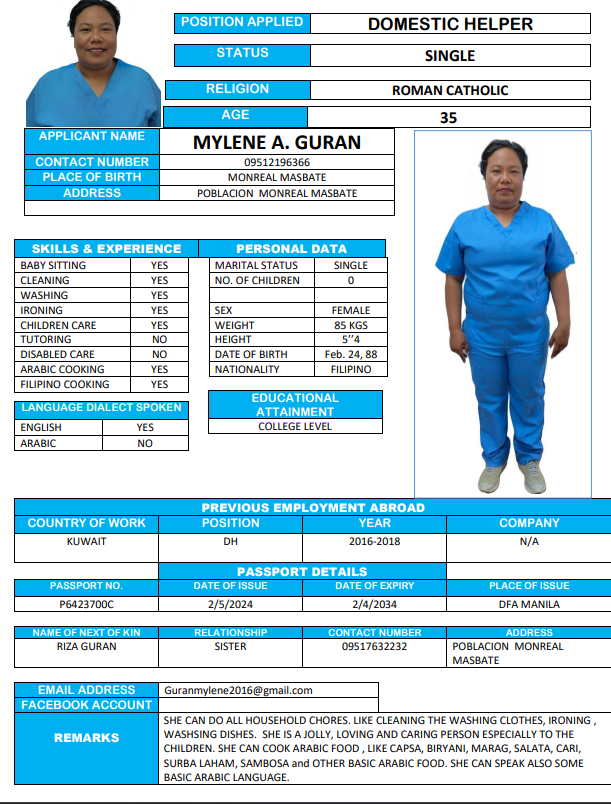 POSITION APPLIED DOMESTIC HELPER
STATUS SINGLE
RELIGION ROMAN CATHOLIC
AGE 35
APPLICANT NAME MYLENE A. GURAN
CONTACT NUMBER 09512196366
PLACE OF BIRTH MONREAL MASBATE
ADDRESS POBLACION MONREAL MASBATE
SKILLS & EXPERIENCE PERSONAL DATA
BABY SITTING YES MARITAL STATUS SINGLE
CLEANING YES NO. OF CHILDREN 0
WASHING YES
IRONING YES SEX FEMALE
CHILDREN CARE YES WEIGHT 85 KGS
TUTORING NO HEIGHT 5’’4
DISABLED CARE NO DATE OF BIRTH Feb. 24, 88
ARABIC COOKING YES NATIONALITY FILIPINO
FILIPINO COOKING YES
LANGUAGE DIALECT SPOKEN
ENGLISH YES
ARABIC NO
EDUCATIONAL
ATTAINMENT
COLLEGE LEVEL
PREVIOUS EMPLOYMENT ABROAD
COUNTRY OF WORK POSITION YEAR COMPANY
KUWAIT DH 2016-2018 N/A
PASSPORT DETAILS
PASSPORT NO. DATE OF ISSUE DATE OF EXPIRY PLACE OF ISSUE
P6423700C 2/5/2024 2/4/2034 DFA MANILA
NAME OF NEXT OF KIN RELATIONSHIP CONTACT NUMBER ADDRESS
RIZA GURAN SISTER 09517632232 POBLACION MONREAL
MASBATE
EMAIL ADDRESS Guranmylene2016@gmail.com
FACEBOOK ACCOUNT
REMARKS
SHE CAN DO ALL HOUSEHOLD CHORES. LIKE CLEANING THE WASHING CLOTHES, IRONING ,
WASHSING DISHES. SHE IS A JOLLY, LOVING AND CARING PERSON ESPECIALLY TO THE
CHILDREN. SHE CAN COOK ARABIC FOOD , LIKE CAPSA, BIRYANI, MARAG, SALATA, CARI,
SURBA LAHAM, SAMBOSA and OTHER BASIC ARABIC FOOD. SHE CAN SPEAK ALSO SOME
BASIC ARABIC LANGUAGE.